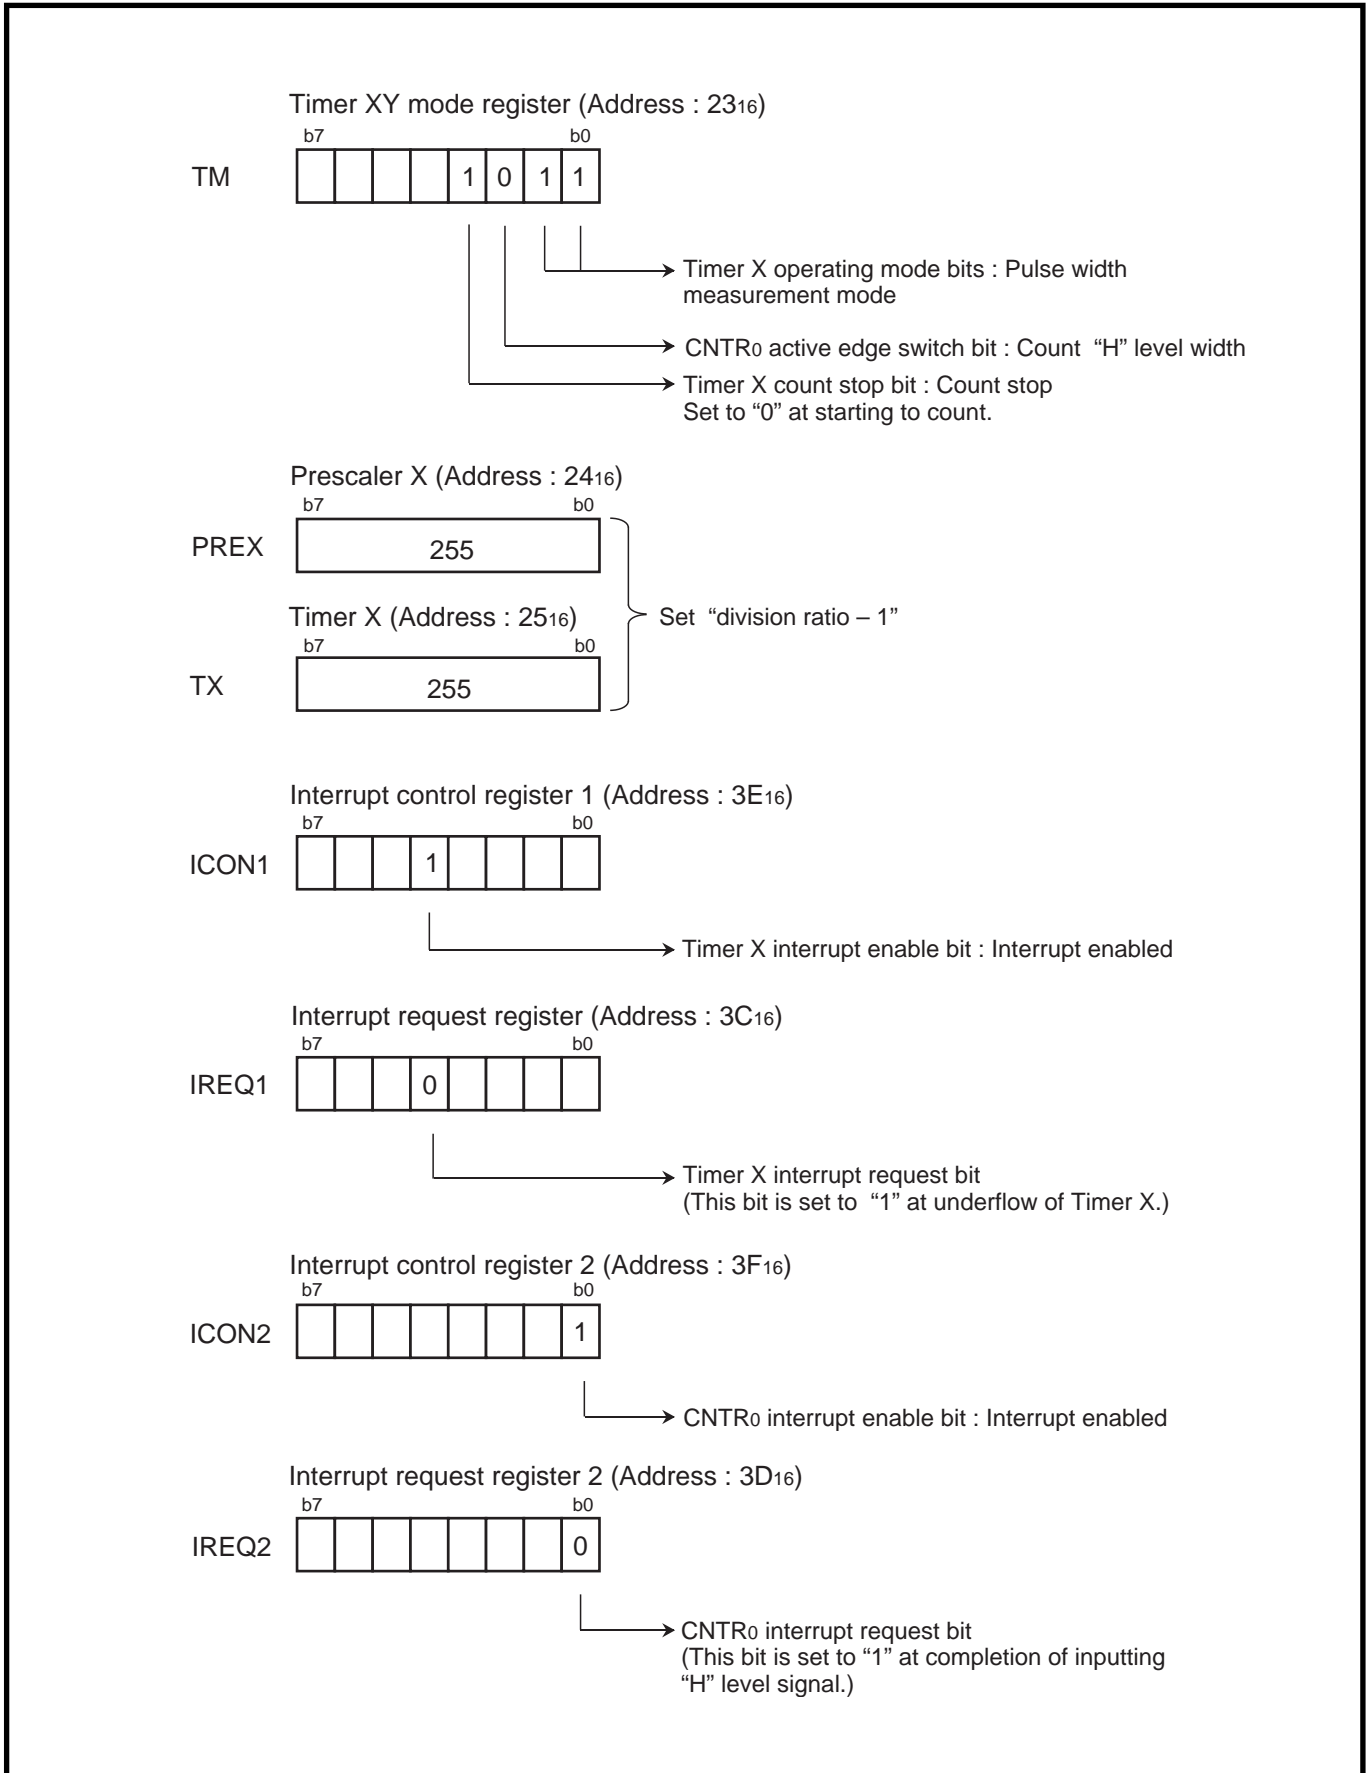 Timer XY mode register (Address : 2316)
b7 b0
TM 1 0 1 1
Timer X operating mode bits : Pulse width
measurement mode
CNTR0 active edge switch bit : Count “H” level width
Timer X count stop bit : Count stop
Set to “0” at starting to count.
Prescaler X (Address : 2416)
b7 b0
PREX 255
Timer X (Address : 2516)
Set “division ratio – 1”
b7 b0
TX 255
Interrupt control register 1 (Address : 3E16)
b7 b0
ICON1 1
Timer X interrupt enable bit : Interrupt enabled
Interrupt request register (Address : 3C16)
b7 b0
IREQ1 0
Timer X interrupt request bit
(This bit is set to “1” at underflow of Timer X.)
Interrupt control register 2 (Address : 3F16)
b7 b0
ICON2 1
CNTR0 interrupt enable bit : Interrupt enabled
Interrupt request register 2 (Address : 3D16)
b7 b0
IREQ2 0
CNTR0 interrupt request bit
(This bit is set to “1” at completion of inputting
“H” level signal.)